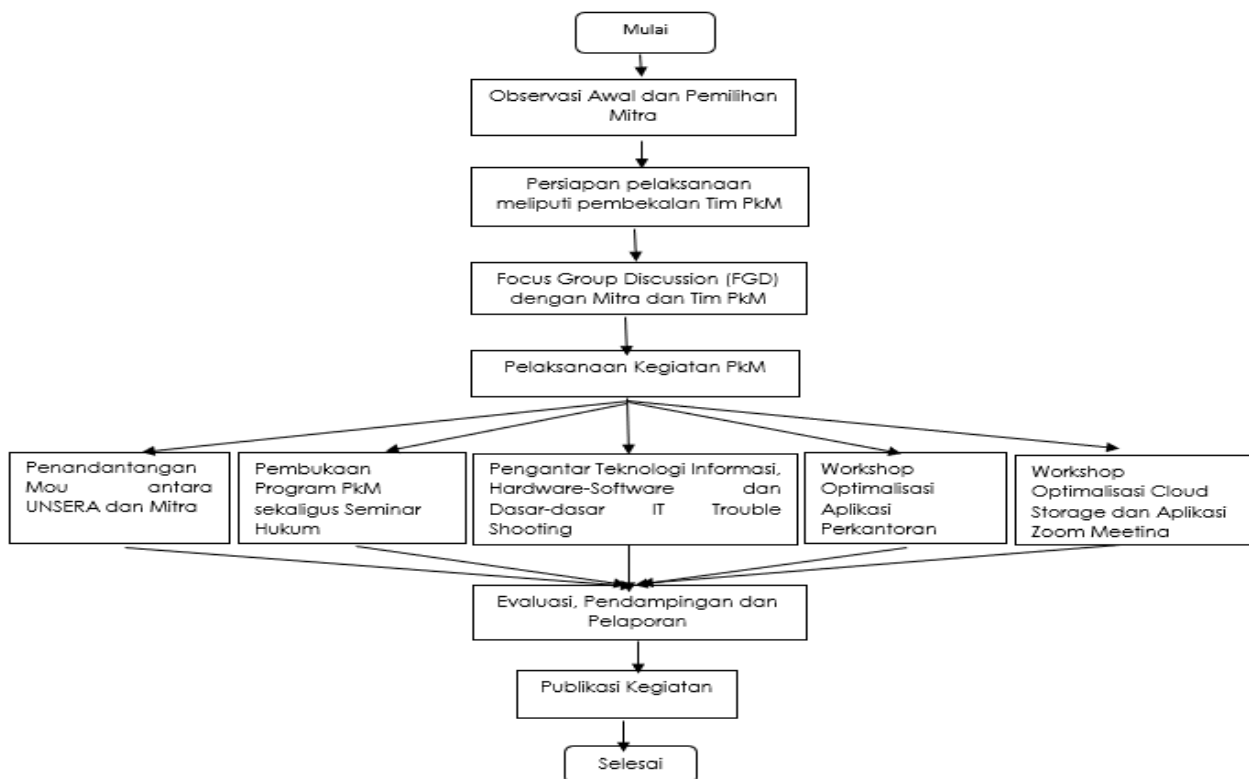 Mulai
Observasi Awal dan Pemilihan
Mitra
Persiapan pelaksanaan
meliputi pembekalan Tim PkM
Focus Group Discussion (FGD)
dengan Mitra dan Tim PkM
Pelaksanaan Kegiatan PkM
Penandantangan
Mou antara
UNSERA dan Mitra
Pembukaan
Program PkM
sekaligus Seminar
Hukum
Pengantar Teknologi Informasi,
Hardware-Software dan
Dasar-dasar IT Trouble
Shooting
Workshop
Optimalisasi
Aplikasi
Perkantoran
Workshop
Optimalisasi Cloud
Storage dan Aplikasi
Zoom Meeting
Evaluasi, Pendampingan dan
Pelaporan
Publikasi Kegiatan
Selesai